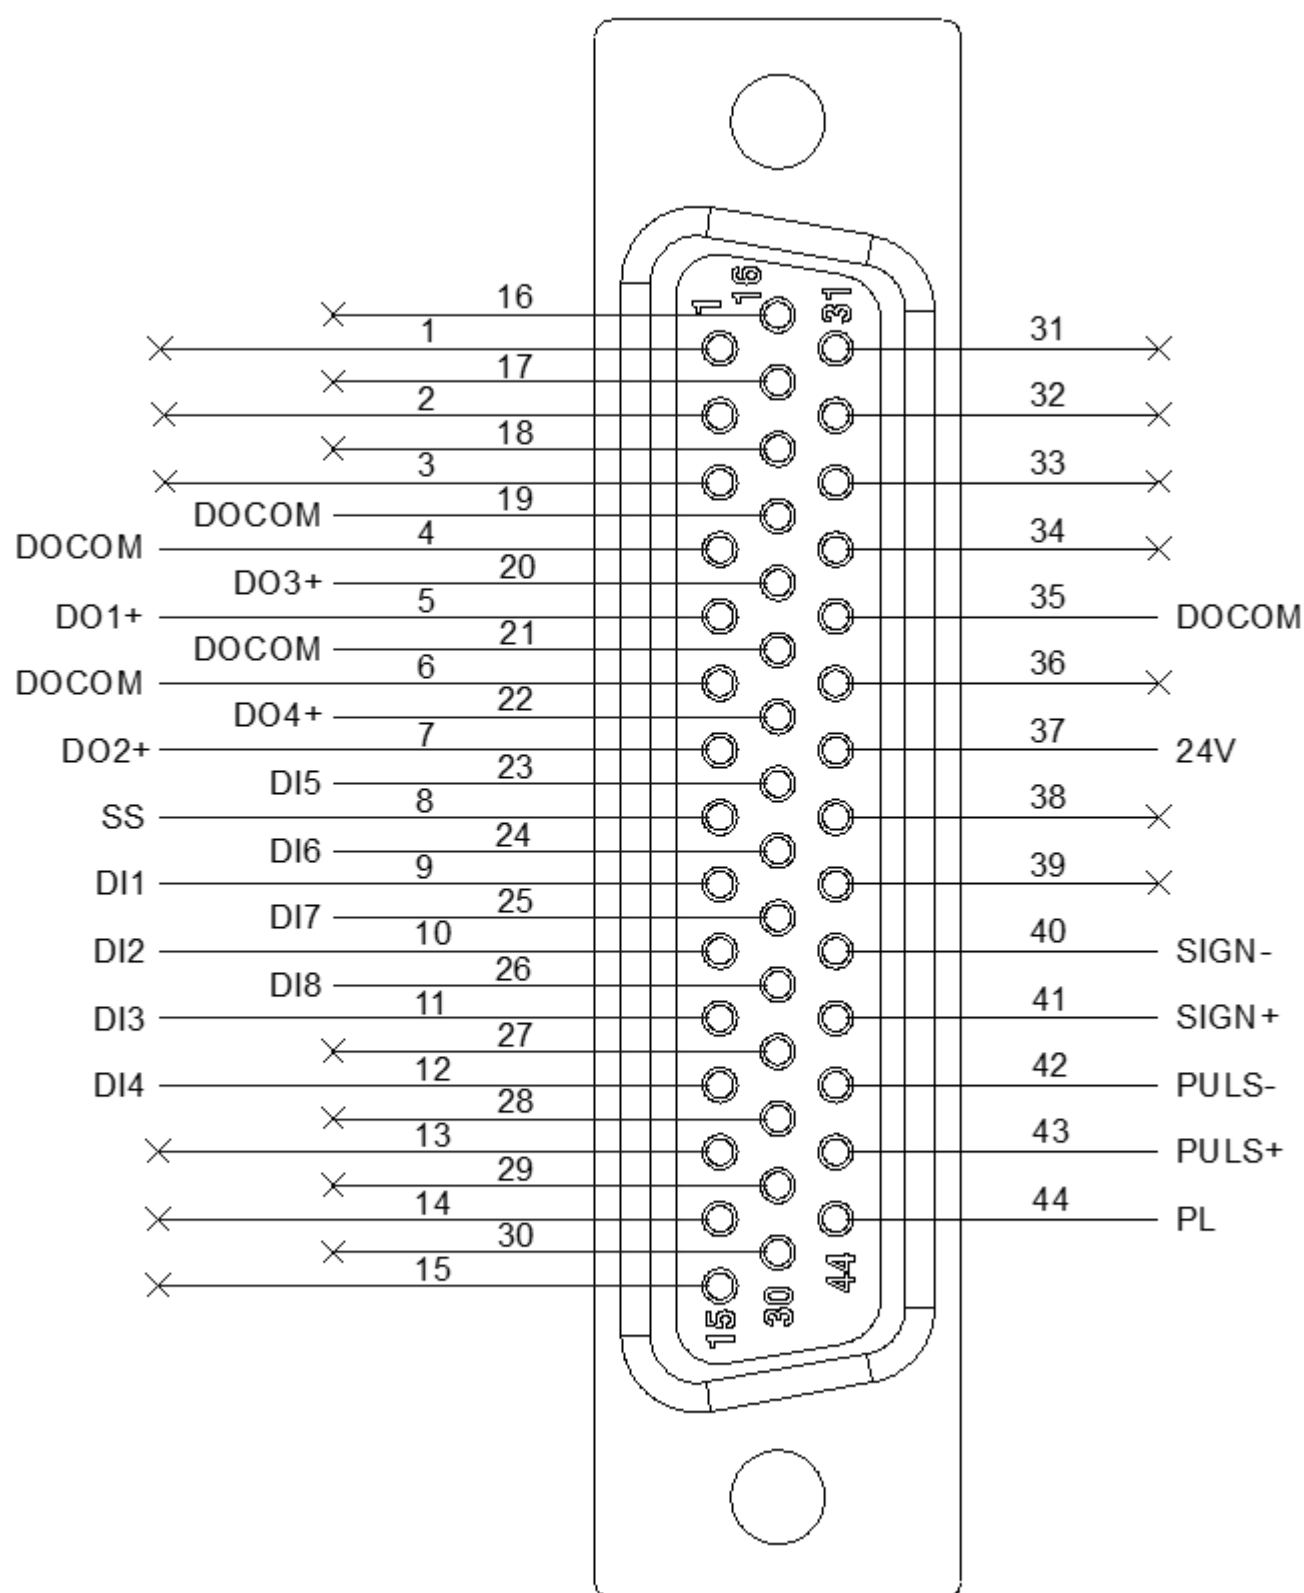 16
1
16
31
1
31
17
2
32
18
3
33
DOCOM 19
DOCOM 4
34
DO3+ 20
DO1+ 5
35 DOCOM
DOCOM 21
DOCOM 6
36
DO4+ 22
DO2+ 7
37 24V
DI5 23
SS 8
38
DI6 24
DI1 9
39
DI7 25
DI2 10
40 SIGN-
DI8 26
DI3 11
41 SIGN+
27
DI4 12
42 PULS-
28
13
43 PULS+
29
14
44 PL
30
15
44
30
15